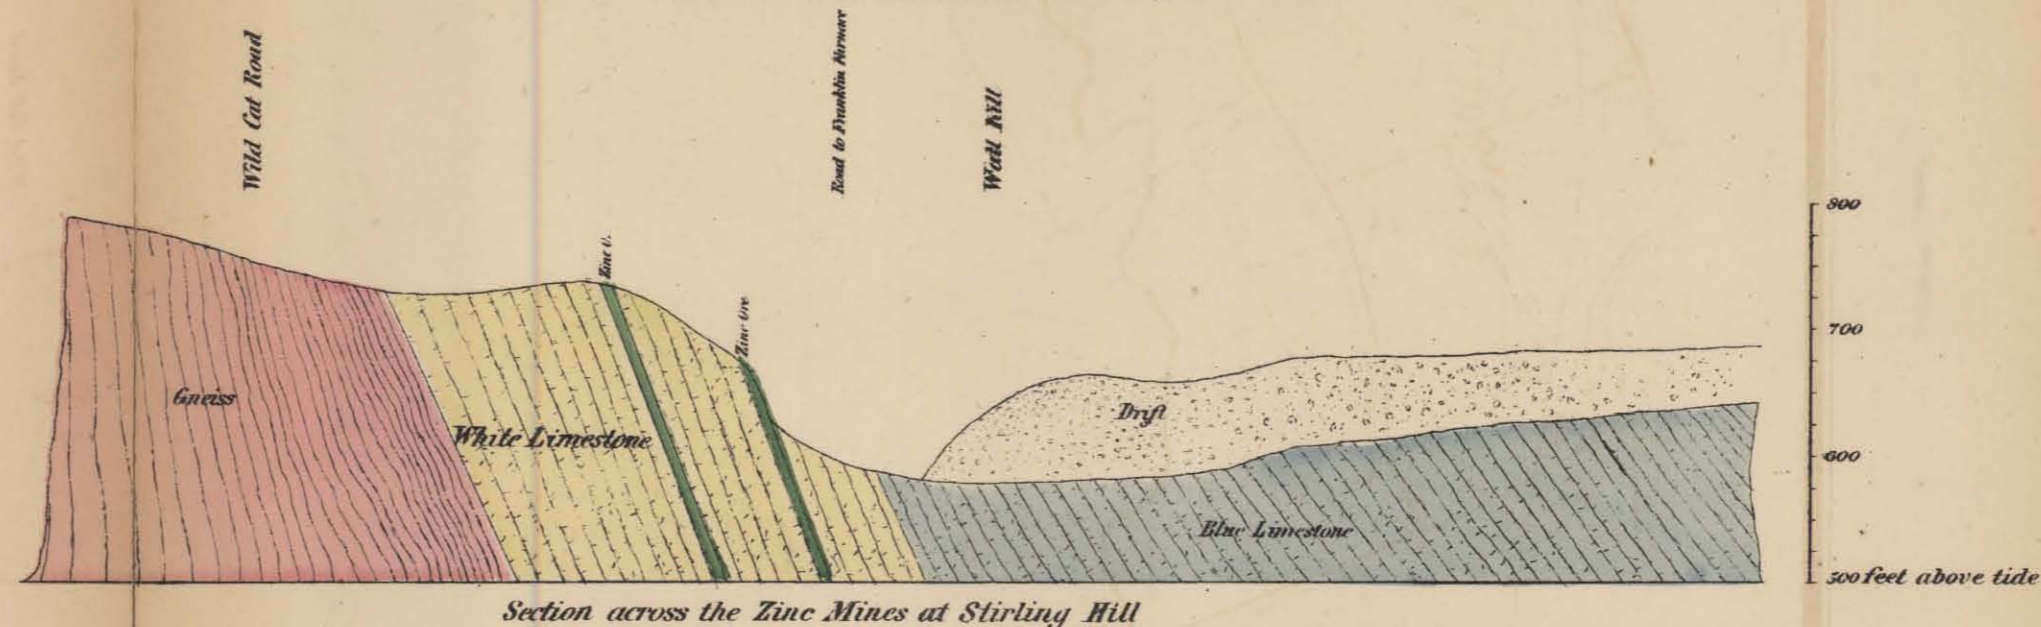 Wild Cat Road
Road to Franklin Furnace
Wall Kill
Zinc O.
Zinc Ore
Gneiss
White Limestone
Drift
Blue Limestone
800
700
600
500 feet above tide
Section across the Zinc Mines at Stirling Hill